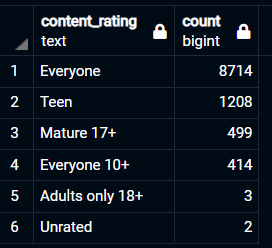 content_rating count
text bigint
1 Everyone 8714
2 Teen 1208
3 Mature 17+ 499
4 Everyone 10+ 414
5 Adults only 18+ 3
6 Unrated 2